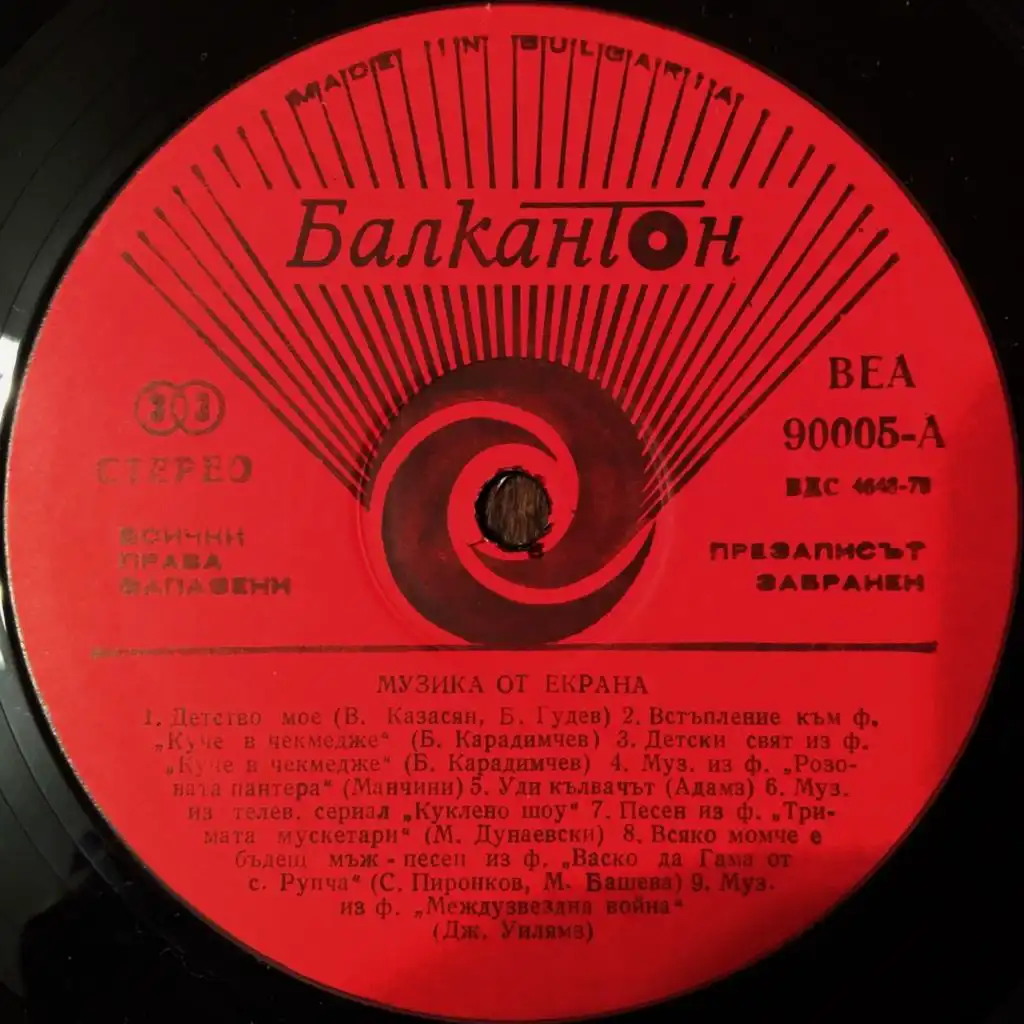 MADE IN BULGARIA
Балкантон
ВЕА
90005-А
33
СТЕРЕО
ВСИЧКИ
ПРАВА
ЗАПАЗЕНИ
ПРЕЗАПИСЪТ
ЗАБРАНЕН
МУЗИКА ОТ ЕКРАНА
1. Детство мое (В. Казасян, Б. Гудев) 2. Встъпление към ф.
„Куче в чекмедже“ (Б. Карадимчев) 3. Детски свят из ф.
„Куче в чекмедже“ (Б. Карадимчев) 4. Муз. из ф. „Розо-
вата пантера“ (Манчини) 5. Уди кълвачът (Адамз) 6. Муз.
из телев. сериал „Куклено шоу“ 7. Песен из ф. „Три-
мата мускетари“ (М. Дунаевски) 8. Всяко момче е
бъдещ мъж - песен из ф. „Васко да Гама от
с. Рупча“ (С. Пиронков, М. Башева) 9. Муз.
из ф. „Междузвездна война“
(Дж. Уилямз)